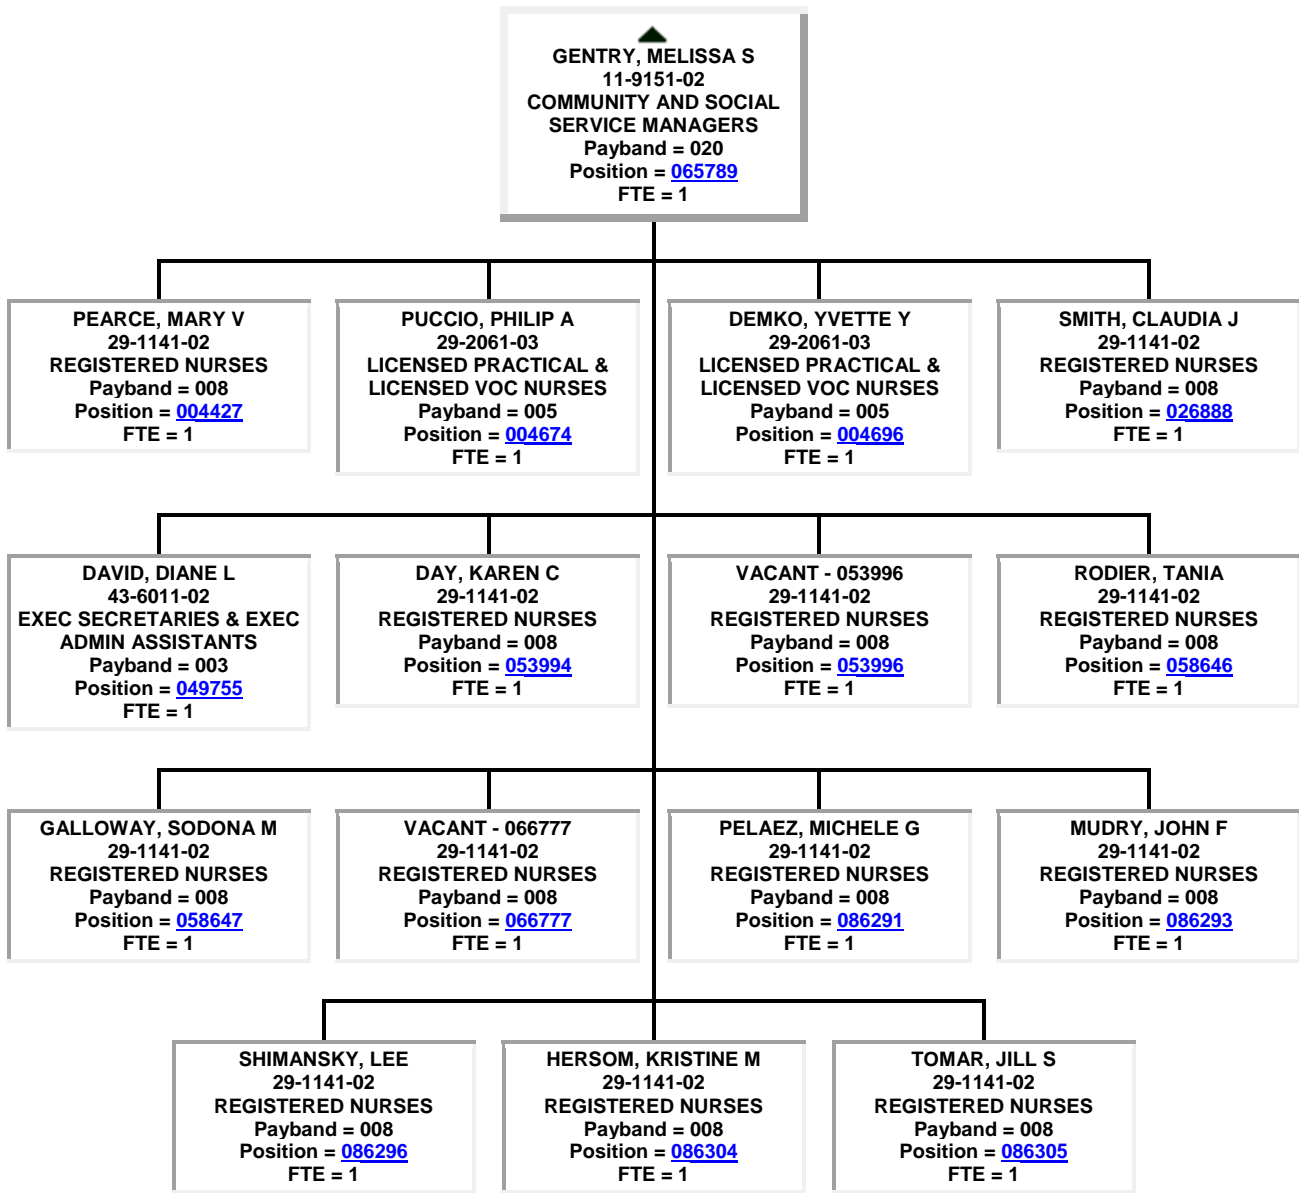 GENTRY, MELISSA S
11-9151-02
COMMUNITY AND SOCIAL
SERVICE MANAGERS
Payband = 020
Position = 065789
FTE = 1
PEARCE, MARY V
29-1141-02
REGISTERED NURSES
Payband = 008
Position = 004427
FTE = 1
PUCCIO, PHILIP A
29-2061-03
LICENSED PRACTICAL &
LICENSED VOC NURSES
Payband = 005
Position = 004674
FTE = 1
DEMKO, YVETTE Y
29-2061-03
LICENSED PRACTICAL &
LICENSED VOC NURSES
Payband = 005
Position = 004696
FTE = 1
SMITH, CLAUDIA J
29-1141-02
REGISTERED NURSES
Payband = 008
Position = 026888
FTE = 1
DAVID, DIANE L
43-6011-02
EXEC SECRETARIES & EXEC
ADMIN ASSISTANTS
Payband = 003
Position = 049755
FTE = 1
DAY, KAREN C
29-1141-02
REGISTERED NURSES
Payband = 008
Position = 053994
FTE = 1
VACANT - 053996
29-1141-02
REGISTERED NURSES
Payband = 008
Position = 053996
FTE = 1
RODIER, TANIA
29-1141-02
REGISTERED NURSES
Payband = 008
Position = 058646
FTE = 1
GALLOWAY, SODONA M
29-1141-02
REGISTERED NURSES
Payband = 008
Position = 058647
FTE = 1
VACANT - 066777
29-1141-02
REGISTERED NURSES
Payband = 008
Position = 066777
FTE = 1
PELAEZ, MICHELE G
29-1141-02
REGISTERED NURSES
Payband = 008
Position = 086291
FTE = 1
MUDRY, JOHN F
29-1141-02
REGISTERED NURSES
Payband = 008
Position = 086293
FTE = 1
SHIMANSKY, LEE
29-1141-02
REGISTERED NURSES
Payband = 008
Position = 086296
FTE = 1
HERSOM, KRISTINE M
29-1141-02
REGISTERED NURSES
Payband = 008
Position = 086304
FTE = 1
TOMAR, JILL S
29-1141-02
REGISTERED NURSES
Payband = 008
Position = 086305
FTE = 1